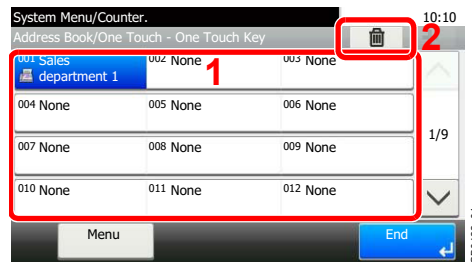 System Menu/Counter. 10:10
Address Book/One Touch - One Touch Key 2
001 Sales department 1 002 None 1 003 None
004 None 005 None 006 None
1/9
007 None 008 None 009 None
010 None 011 None 012 None
Menu End